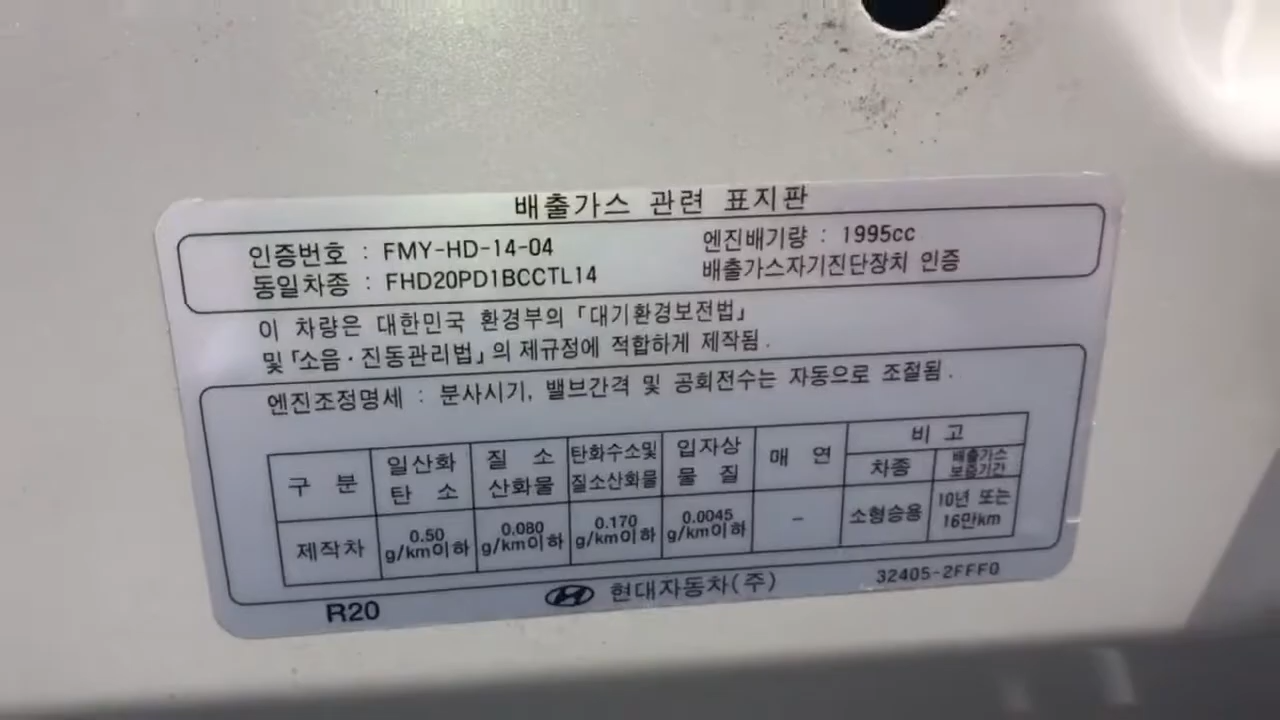 배출가스 관련 표지판
인증번호 : FMY-HD-14-04 엔진배기량 : 1995cc
동일차종 : FHD20PD1BCCTL14 배출가스자기진단장치 인증
이 차량은 대한민국 환경부의 「대기환경보전법」
및 「소음·진동관리법」의 제규정에 적합하게 제작됨.
엔진조정명세 : 분사시기, 밸브간격 및 공회전수는 자동으로 조절됨.
구 분 일산화 탄 소 질 소 산화물 탄화수소및 질소산화물 입자상 물 질 매 연 비 고
차종 배출가스 보증기간
제작차 0.50 g/km이하 0.080 g/km이하 0.170 g/km이하 0.0045 g/km이하 - 소형승용 10년 또는 16만km
R20 현대자동차(주) 32405-2FFF0